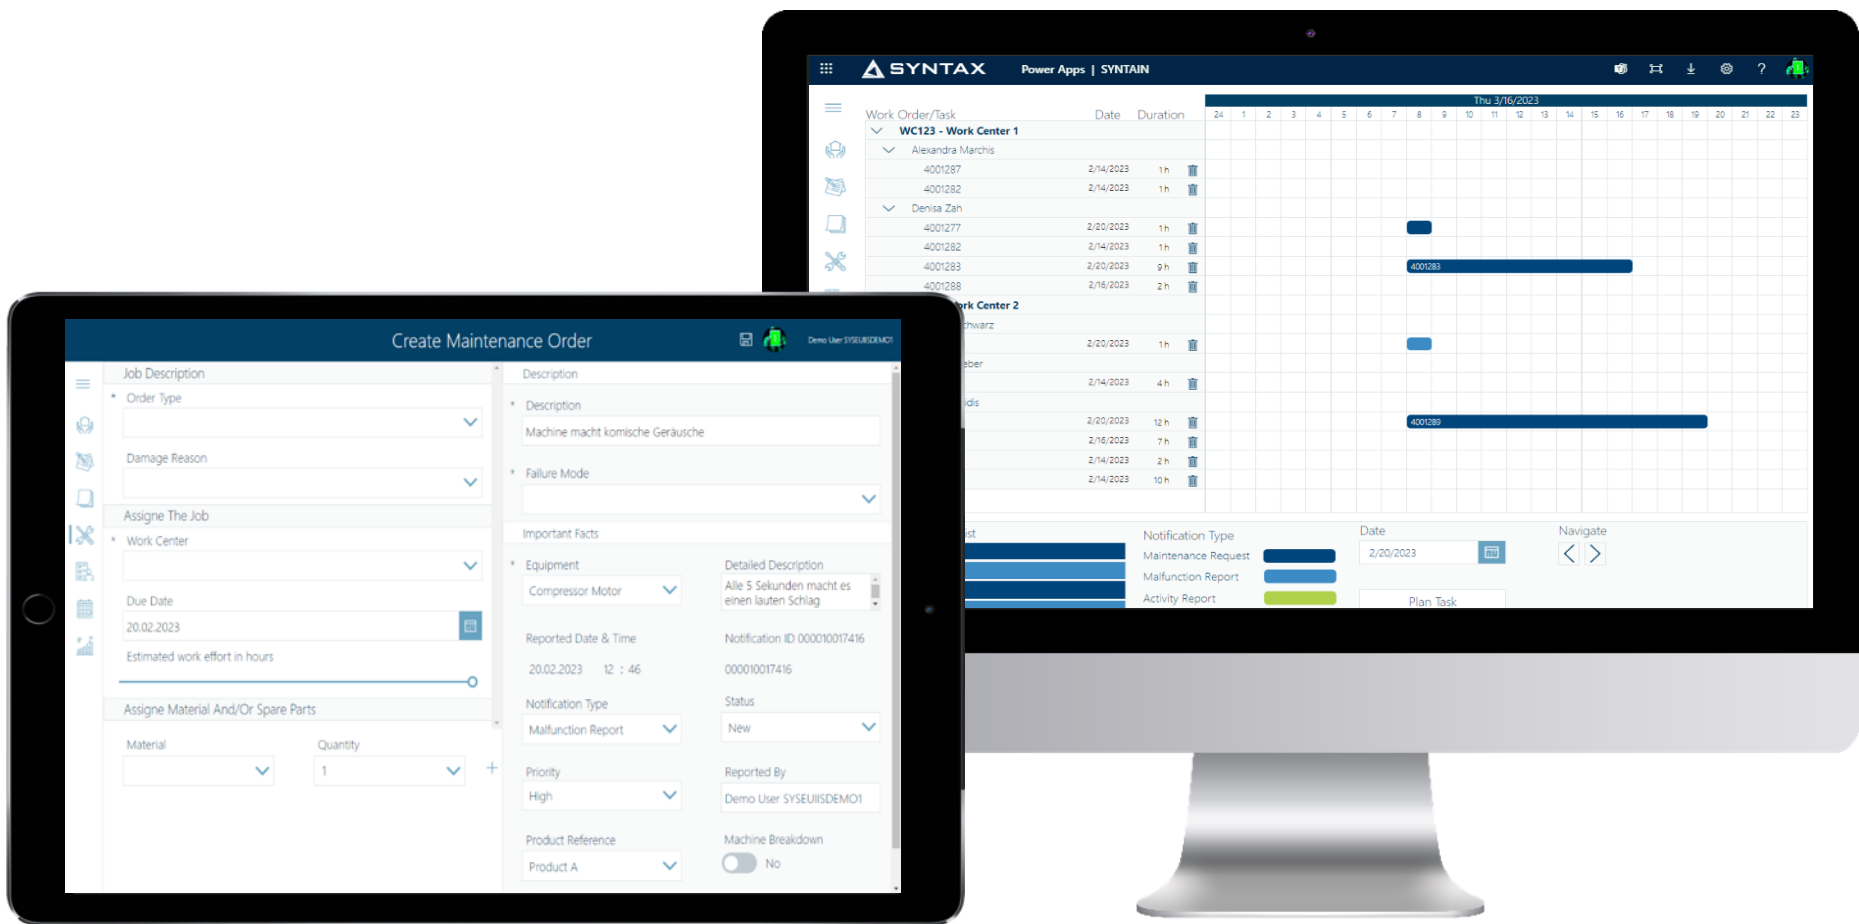 SYNTAX Power Apps | SYNTAIN
Thu 3/16/2023
Work Order/Task Date Duration 24 1 2 3 4 5 6 7 8 9 10 11 12 13 14 15 16 17 18 19 20 21 22 23
WC123 - Work Center 1
Alexandra Marchis
4001287 2/14/2023 1 h
4001282 2/14/2023 1 h
Denisa Zah
4001277 2/20/2023 1 h
4001282 2/14/2023 1 h
4001283 2/20/2023 9 h 4001283
4001288 2/16/2023 2 h
ork Center 2
chwarz
2/20/2023 1 h
eber
2/14/2023 4 h
idis
2/20/2023 12 h 4001289
2/16/2023 7 h
2/14/2023 2 h
2/14/2023 10 h
ist
Notification Type
Maintenance Request
Malfunction Report
Activity Report
Date
2/20/2023
Plan Task
Navigate
Create Maintenance Order
Demo User SYSEUIISDEMO1
Job Description
* Order Type
Damage Reason
Assigne The Job
* Work Center
Due Date
20.02.2023
Estimated work effort in hours
Assigne Material And/Or Spare Parts
Material Quantity
1 +
Description
* Description
Machine macht komische Geräusche
* Failure Mode
Important Facts
* Equipment
Compressor Motor
Detailed Description
Alle 5 Sekunden macht es
einen lauten Schlag
Reported Date & Time
20.02.2023 12 : 46
Notification ID 000010017416
000010017416
Notification Type
Malfunction Report
Status
New
Priority
High
Reported By
Demo User SYSEUIISDEMO1
Product Reference
Product A
Machine Breakdown
No